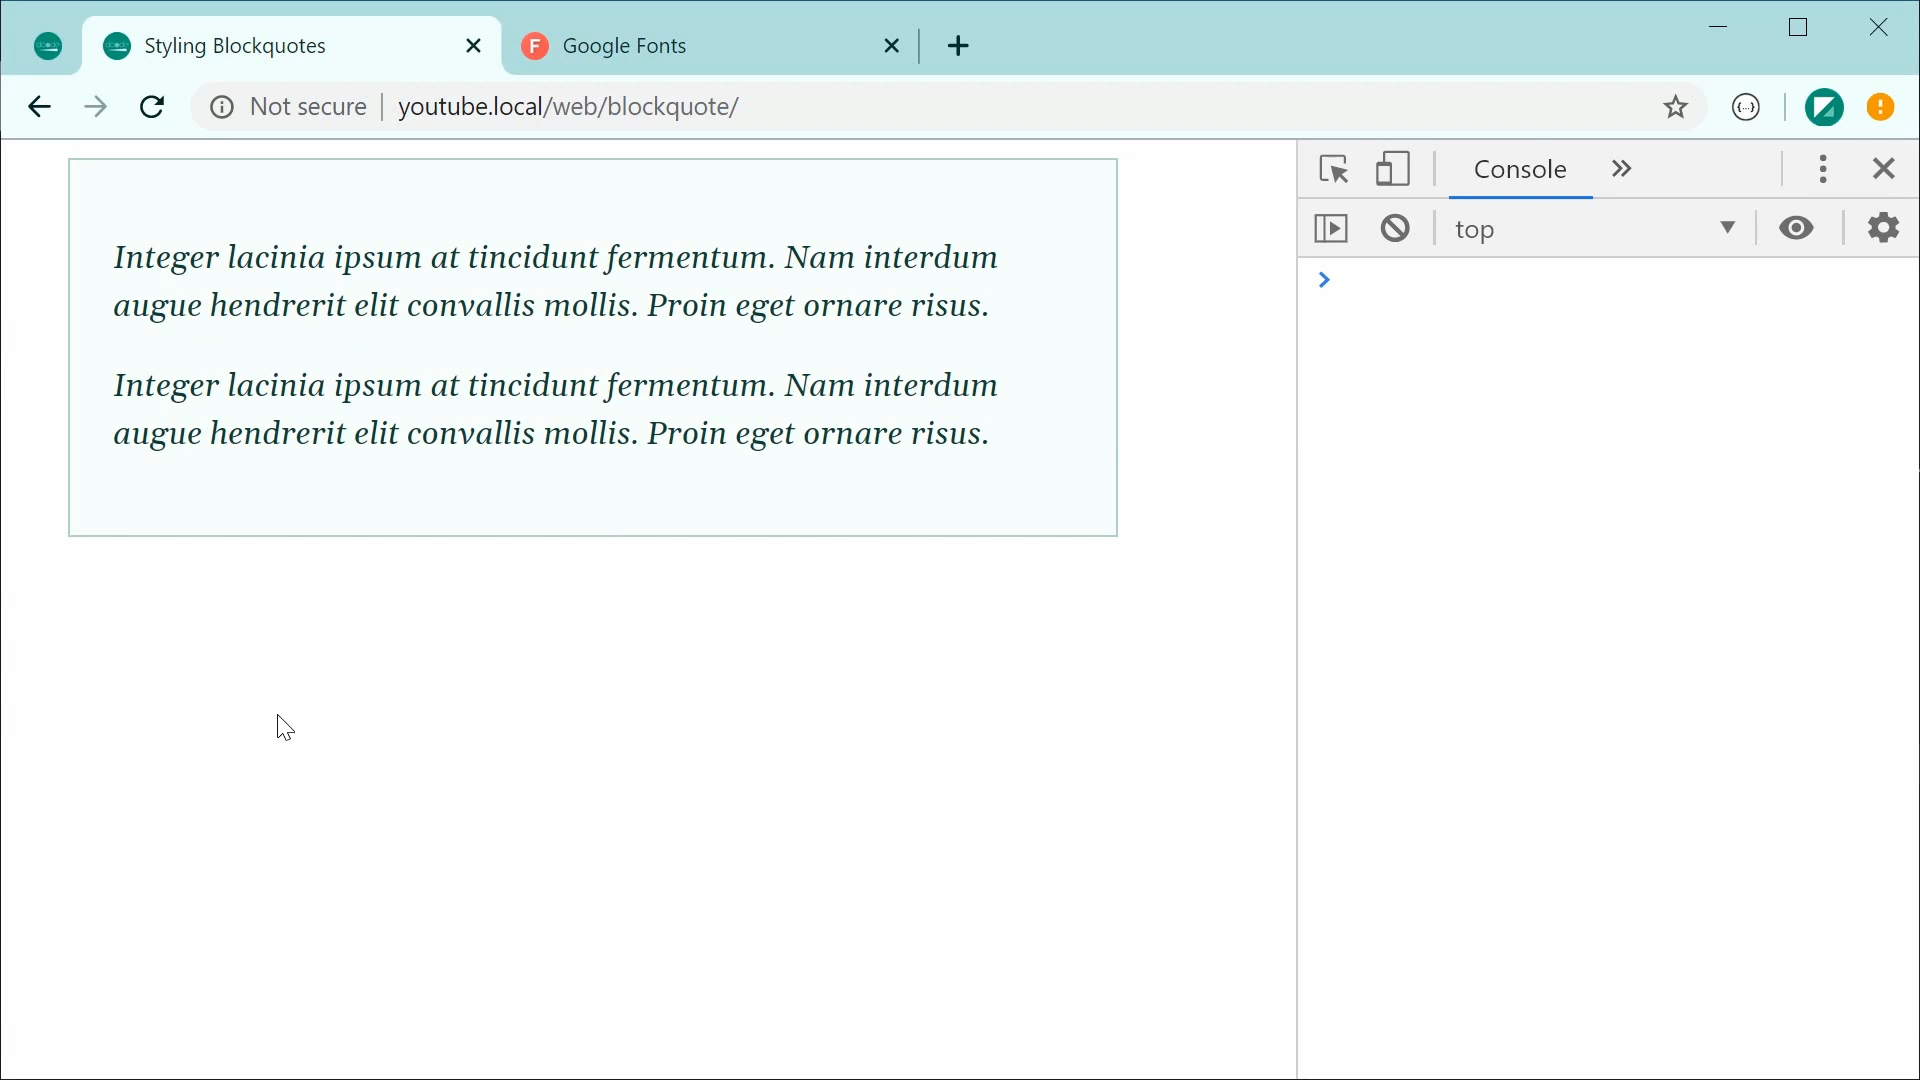 Styling Blockquotes
Google Fonts
Not secure
youtube.local/web/blockquote/
Integer lacinia ipsum at tincidunt fermentum. Nam interdum
augue hendrerit elit convallis mollis. Proin eget ornare risus.
Integer lacinia ipsum at tincidunt fermentum. Nam interdum
augue hendrerit elit convallis mollis. Proin eget ornare risus.
Console
top